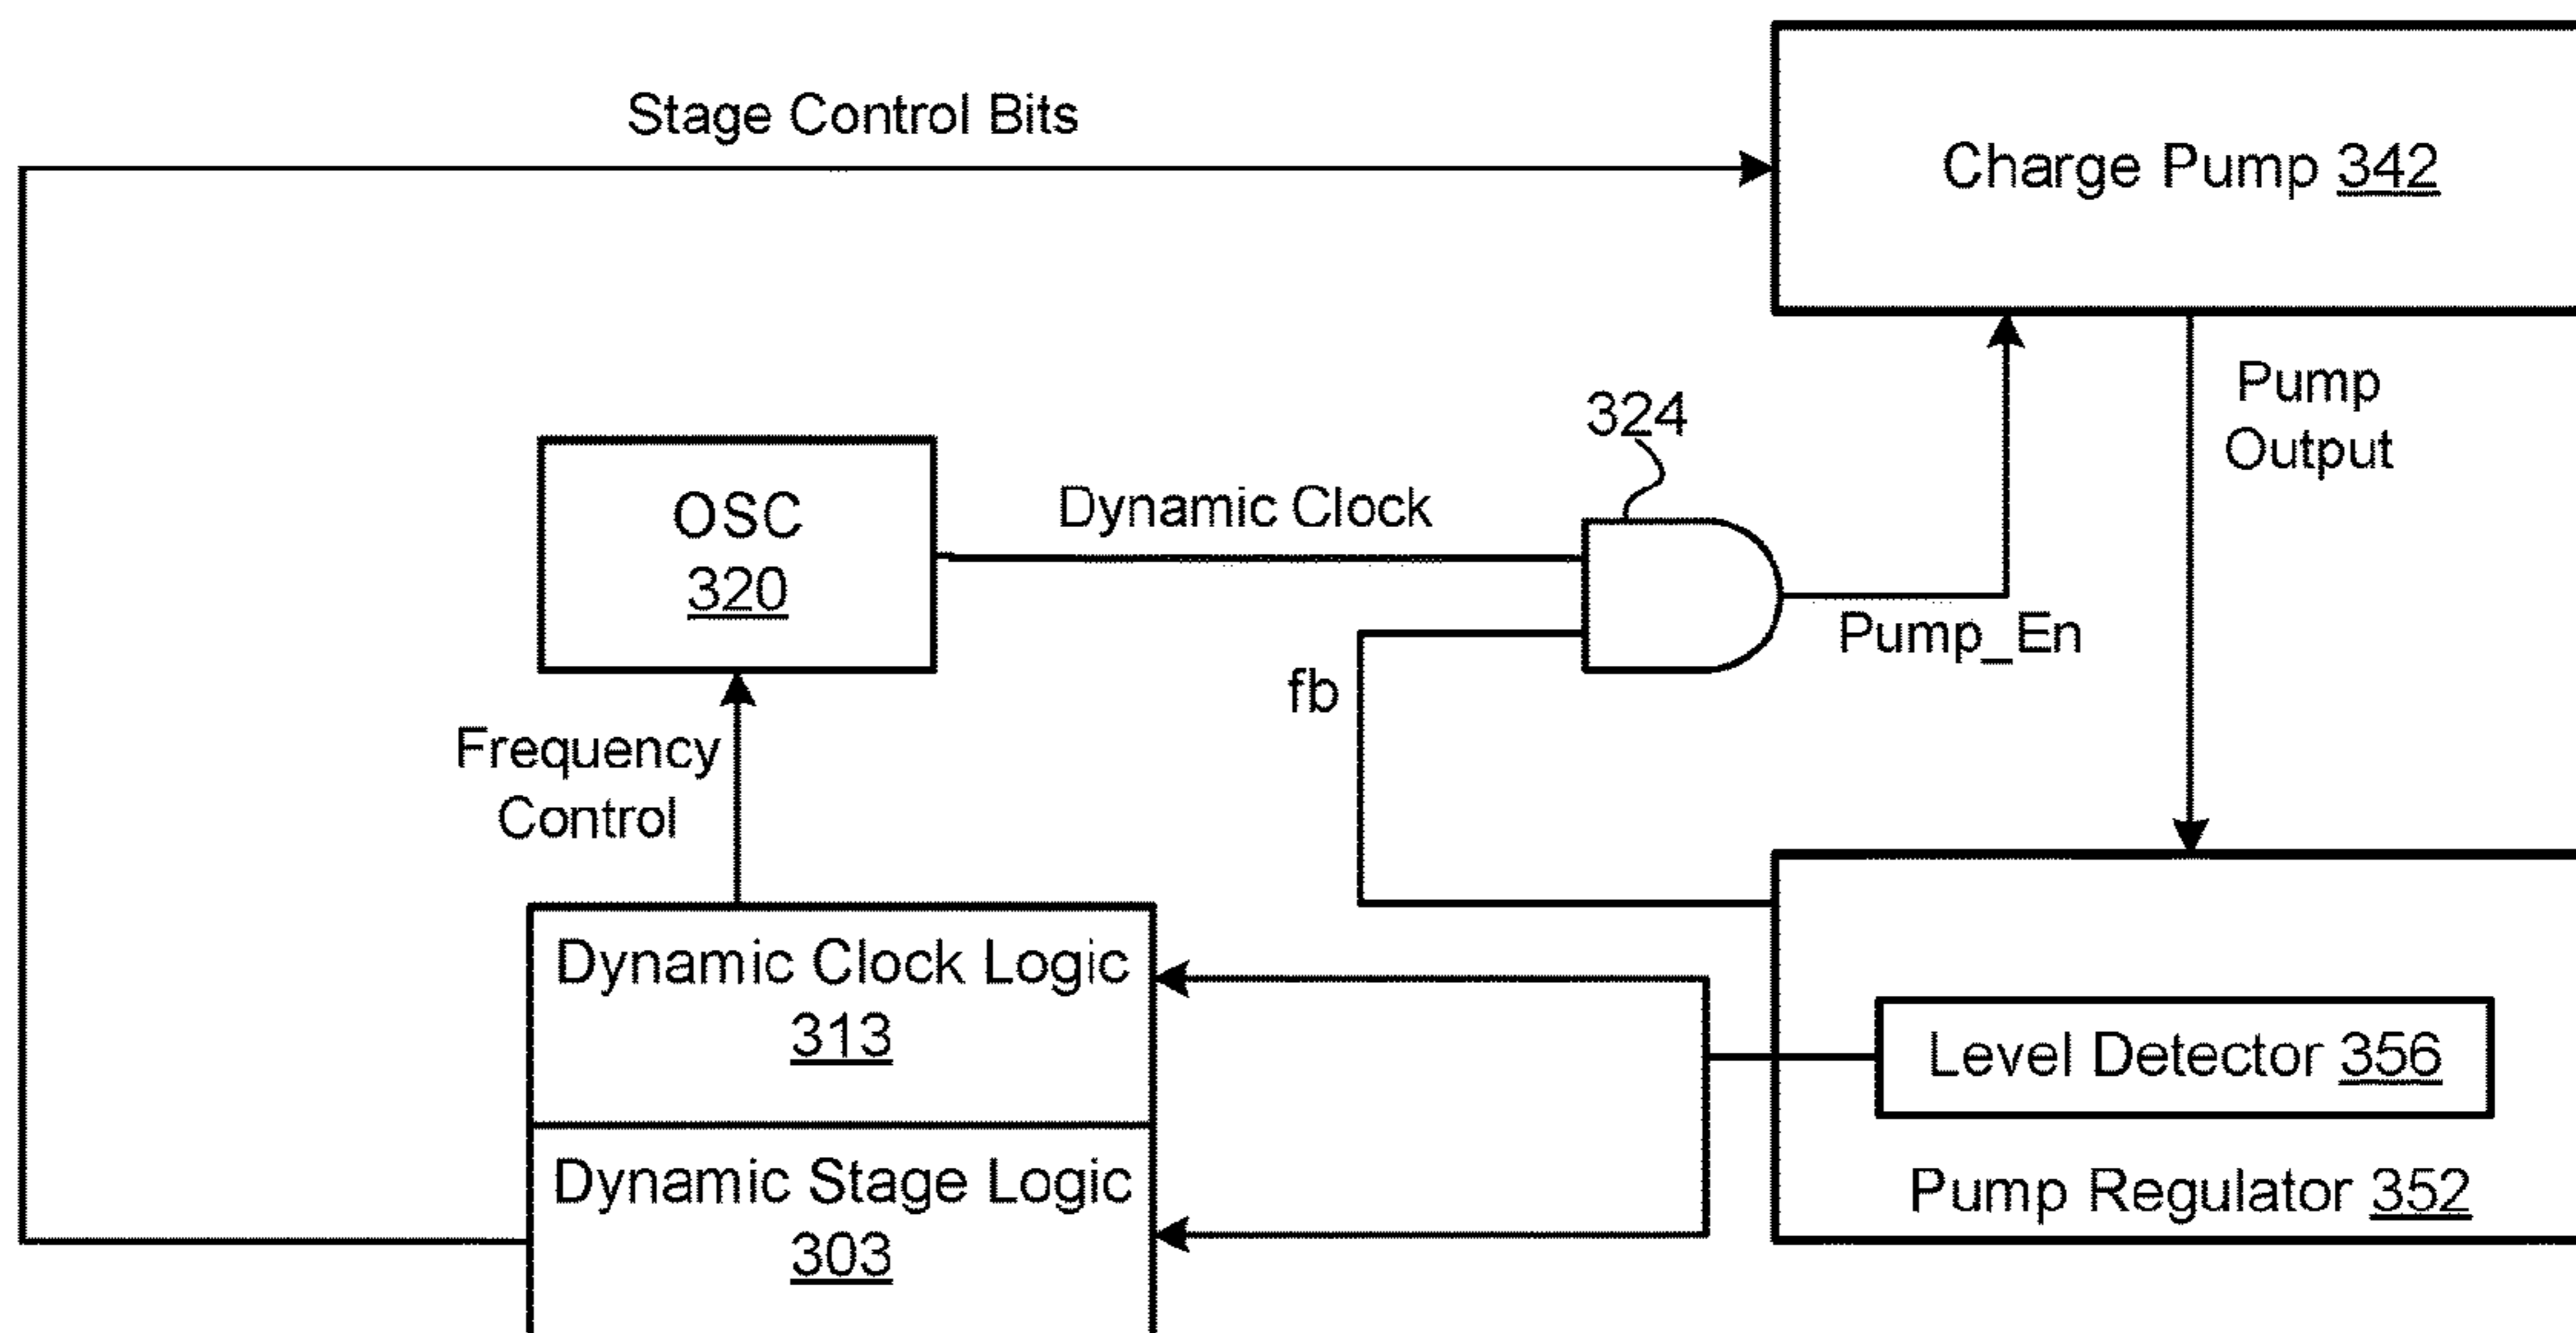 Stage Control Bits
Charge Pump 342
324
Pump
Output
OSC
320
Dynamic Clock
Pump_En
fb
Frequency
Control
Dynamic Clock Logic
313
Level Detector 356
Dynamic Stage Logic
303
Pump Regulator 352